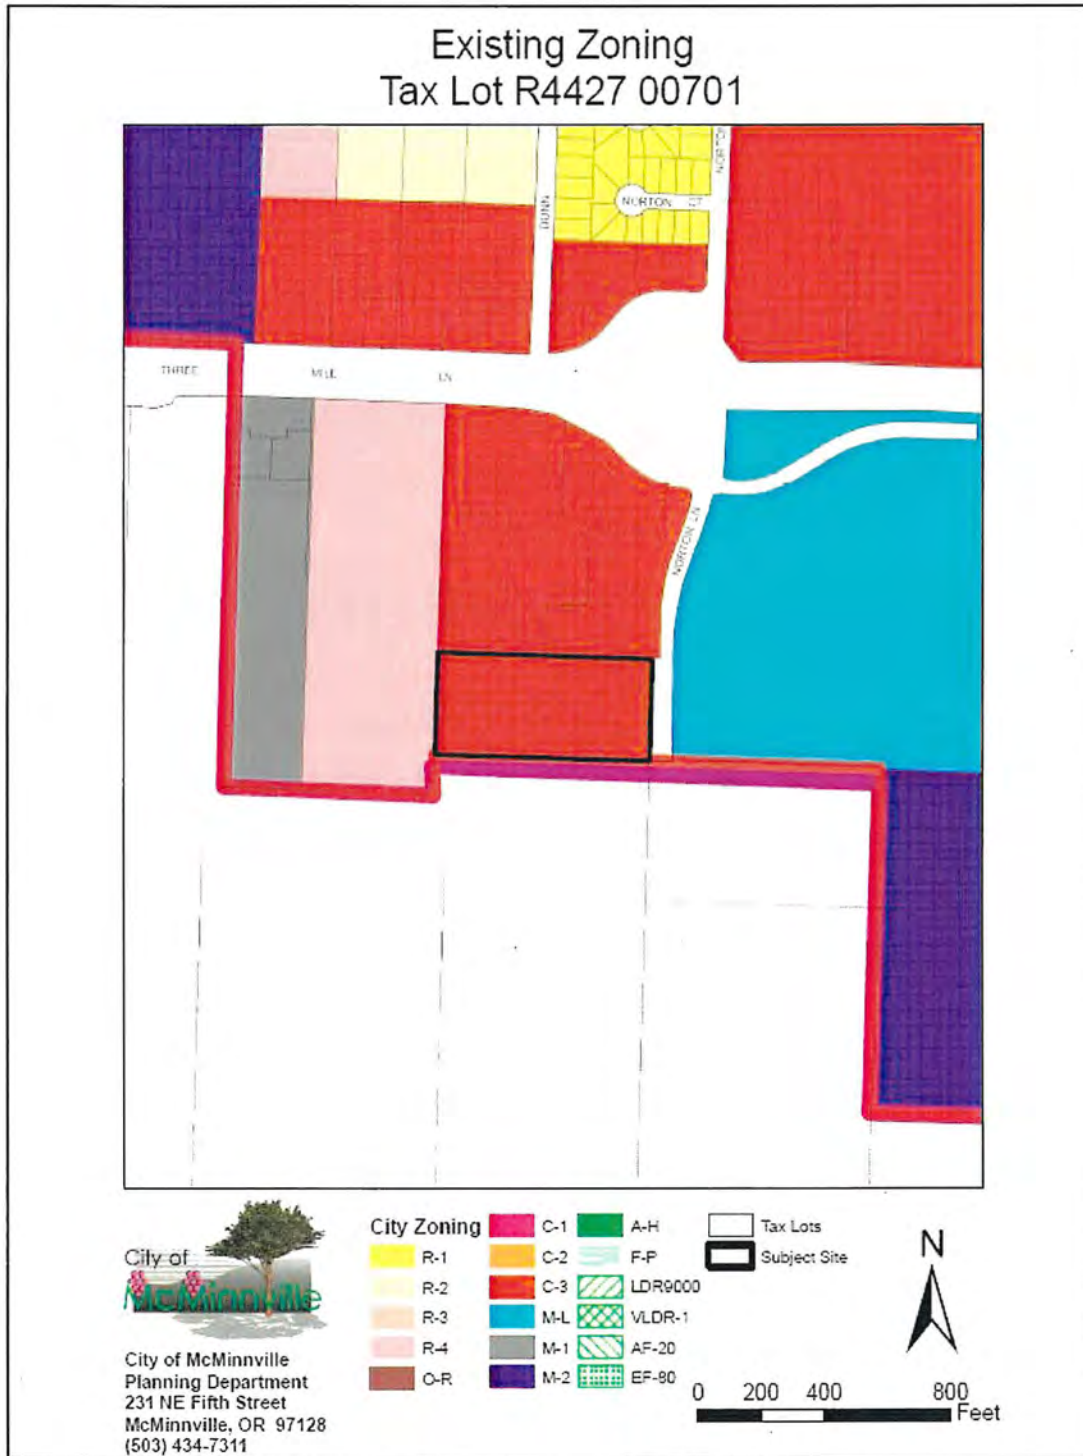 Existing Zoning
Tax Lot R4427 00701
NORTON
DUNN
NORTON CT
THREE MILE LN
NORTON LN
City of
McMinnville
City of McMinnville
Planning Department
231 NE Fifth Street
McMinnville, OR 97128
(503) 434-7311
City Zoning
R-1
R-2
R-3
R-4
O-R
C-1
C-2
C-3
M-L
M-1
M-2
A-H
F-P
LDR9000
VLDR-1
AF-20
EF-80
Tax Lots
Subject Site
N
0 200 400 800
Feet